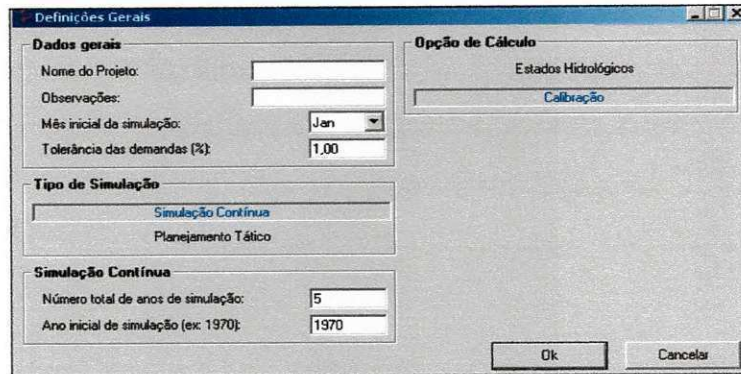 Definições Gerais
Dados gerais
Nome do Projeto:
Observações:
Mês inicial da simulação: Jan
Tolerância das demandas (%): 1,00
Tipo de Simulação
Simulação Contínua
Planejamento Tático
Simulação Contínua
Número total de anos de simulação: 5
Ano inicial de simulação (ex: 1970): 1970
Opção de Cálculo
Estados Hidrológicos
Calibração
Ok
Cancelar